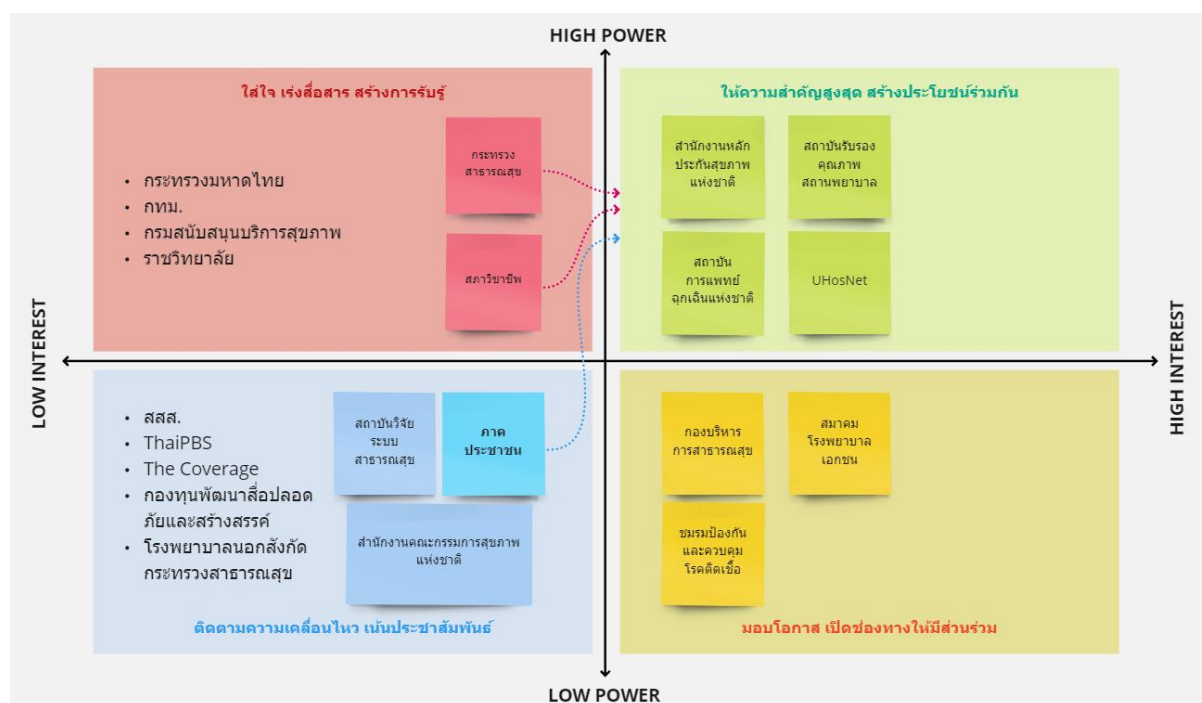 HIGH POWER
ใส่ใจ เร่งสื่อสาร สร้างการรับรู้
กระทรวง
สาธารณสุข
สภาวิชาชีพ
• กระทรวงมหาดไทย
• กทม.
• กรมสนับสนุนบริการสุขภาพ
• ราชวิทยาลัย
ให้ความสำคัญสูงสุด สร้างประโยชน์ร่วมกัน
สำนักงานหลัก
ประกันสุขภาพ
แห่งชาติ
สถาบันรับรอง
คุณภาพ
สถานพยาบาล
สถาบัน
การแพทย์
ฉุกเฉินแห่งชาติ
UHosNet
LOW INTEREST
HIGH INTEREST
• สสส.
• ThaiPBS
• The Coverage
• กองทุนพัฒนาสื่อปลอด
ภัยและสร้างสรรค์
• โรงพยาบาลนอกสังกัด
กระทรวงสาธารณสุข
สถาบันวิจัย
ระบบ
สาธารณสุข
ภาค
ประชาชน
สำนักงานคณะกรรมการสุขภาพ
แห่งชาติ
ติดตามความเคลื่อนไหว เน้นประชาสัมพันธ์
กองบริหาร
การสาธารณสุข
สมาคม
โรงพยาบาล
เอกชน
ชมรมป้องกัน
และควบคุม
โรคติดเชื้อ
มอบโอกาส เปิดช่องทางให้มีส่วนร่วม
LOW POWER